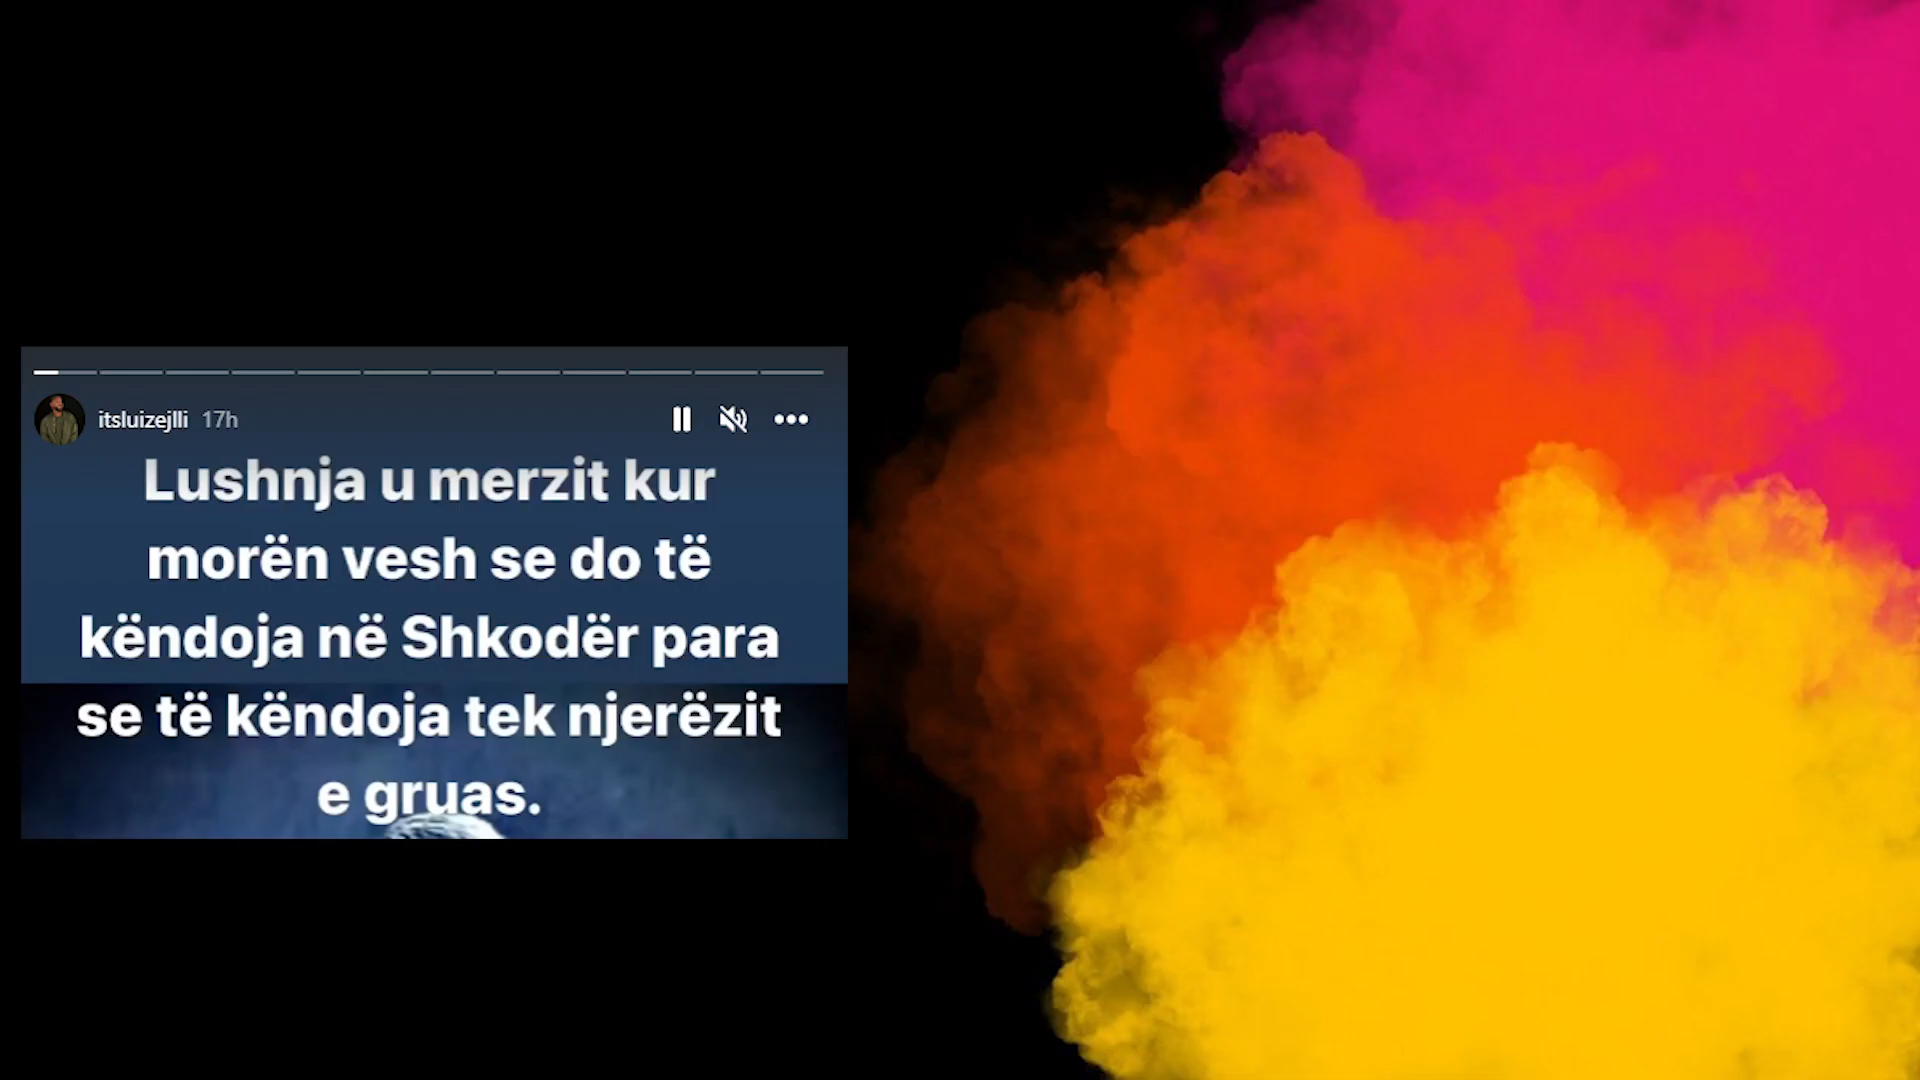 itsluizejlli 17h
Lushnja u merzit kur
morën vesh se do të
këndoja në Shkodër para
se të këndoja tek njerëzit
e gruas.